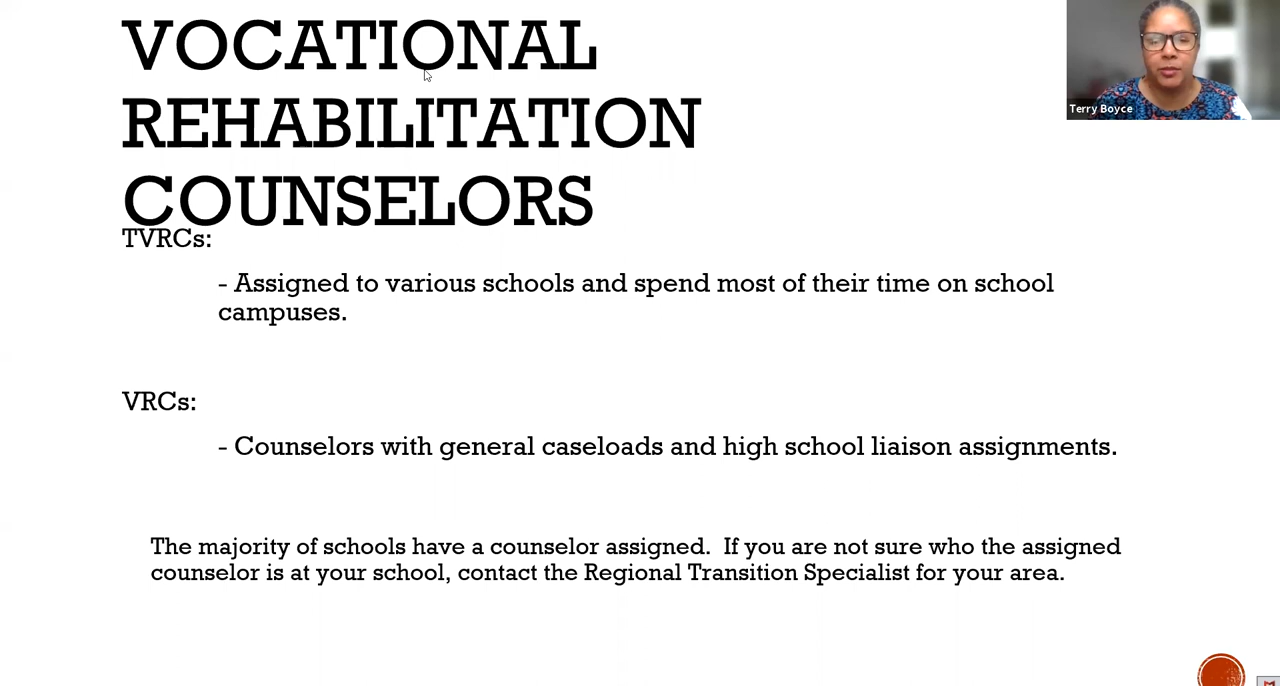 VOCATIONAL
REHABILITATION
COUNSELORS
Terry Boyce
TVRCs:
- Assigned to various schools and spend most of their time on school
campuses.
VRCs:
- Counselors with general caseloads and high school liaison assignments.
The majority of schools have a counselor assigned.  If you are not sure who the assigned
counselor is at your school, contact the Regional Transition Specialist for your area.